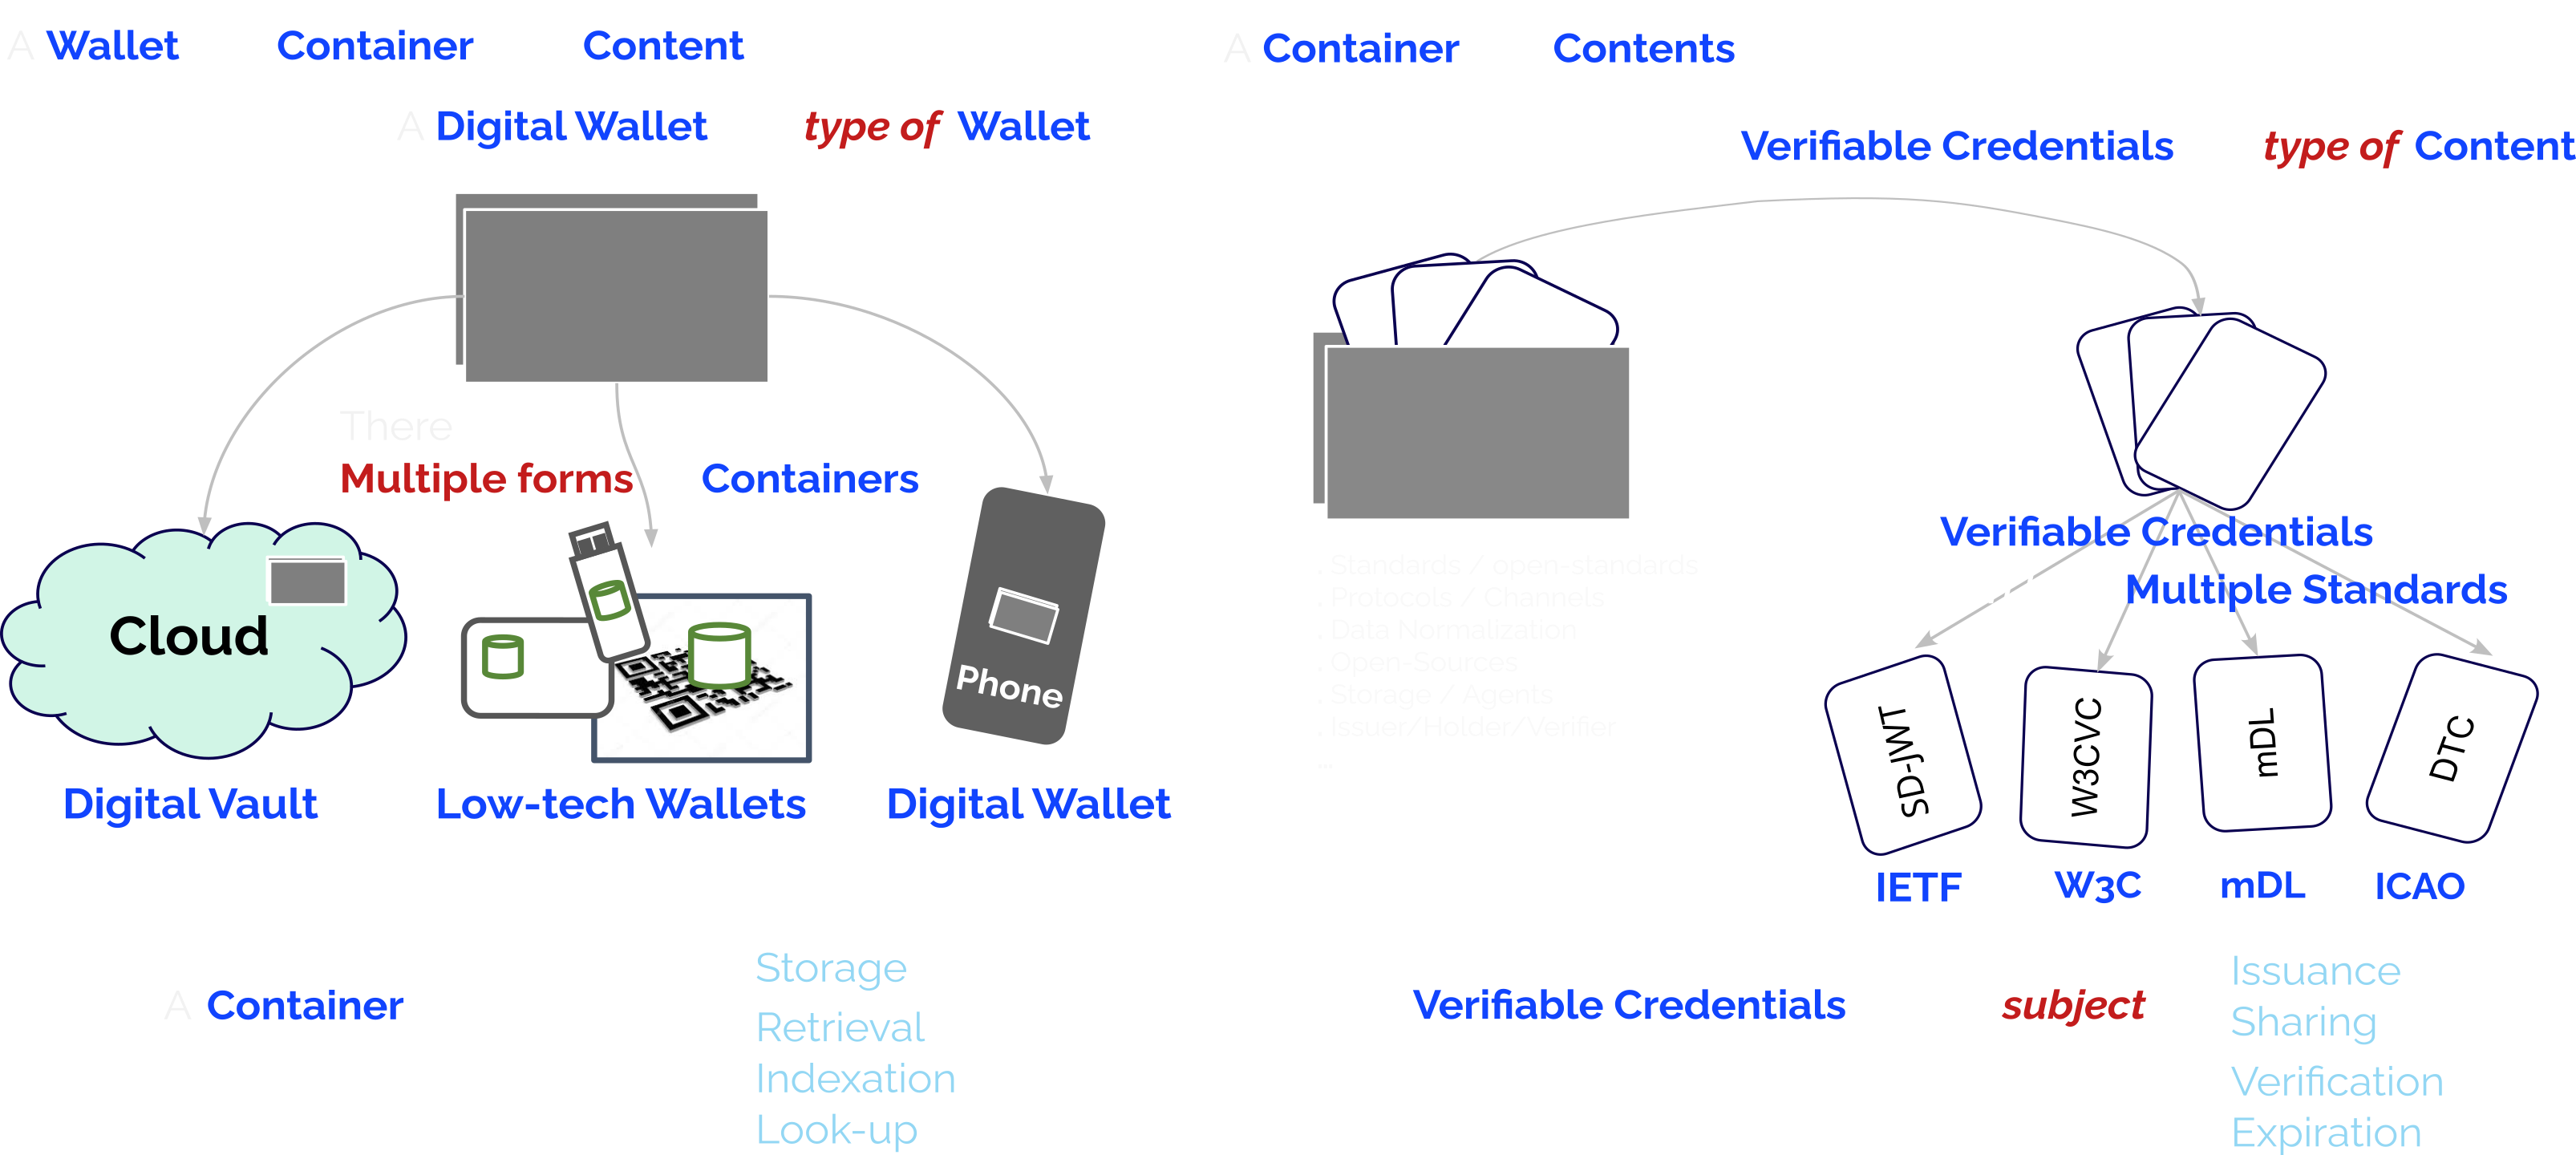 A Wallet Container Content
A Digital Wallet type of Wallet
There
Multiple forms Containers
Cloud
Phone
Digital Vault Low-tech Wallets Digital Wallet
A Container
Storage
Retrieval
Indexation
Look-up
A Container Contents
Verifiable Credentials type of Content
. Standards / open-standards
. Protocols / Channels
. Data Normalization
. Open-Sources
. Storage / Agents
. Issuer/Holder/Verifier
...
Verifiable Credentials
Multiple Standards
SD-JWT W3CVC mDL DTC
IETF W3C mDL ICAO
Verifiable Credentials subject
Issuance
Sharing
Verification
Expiration